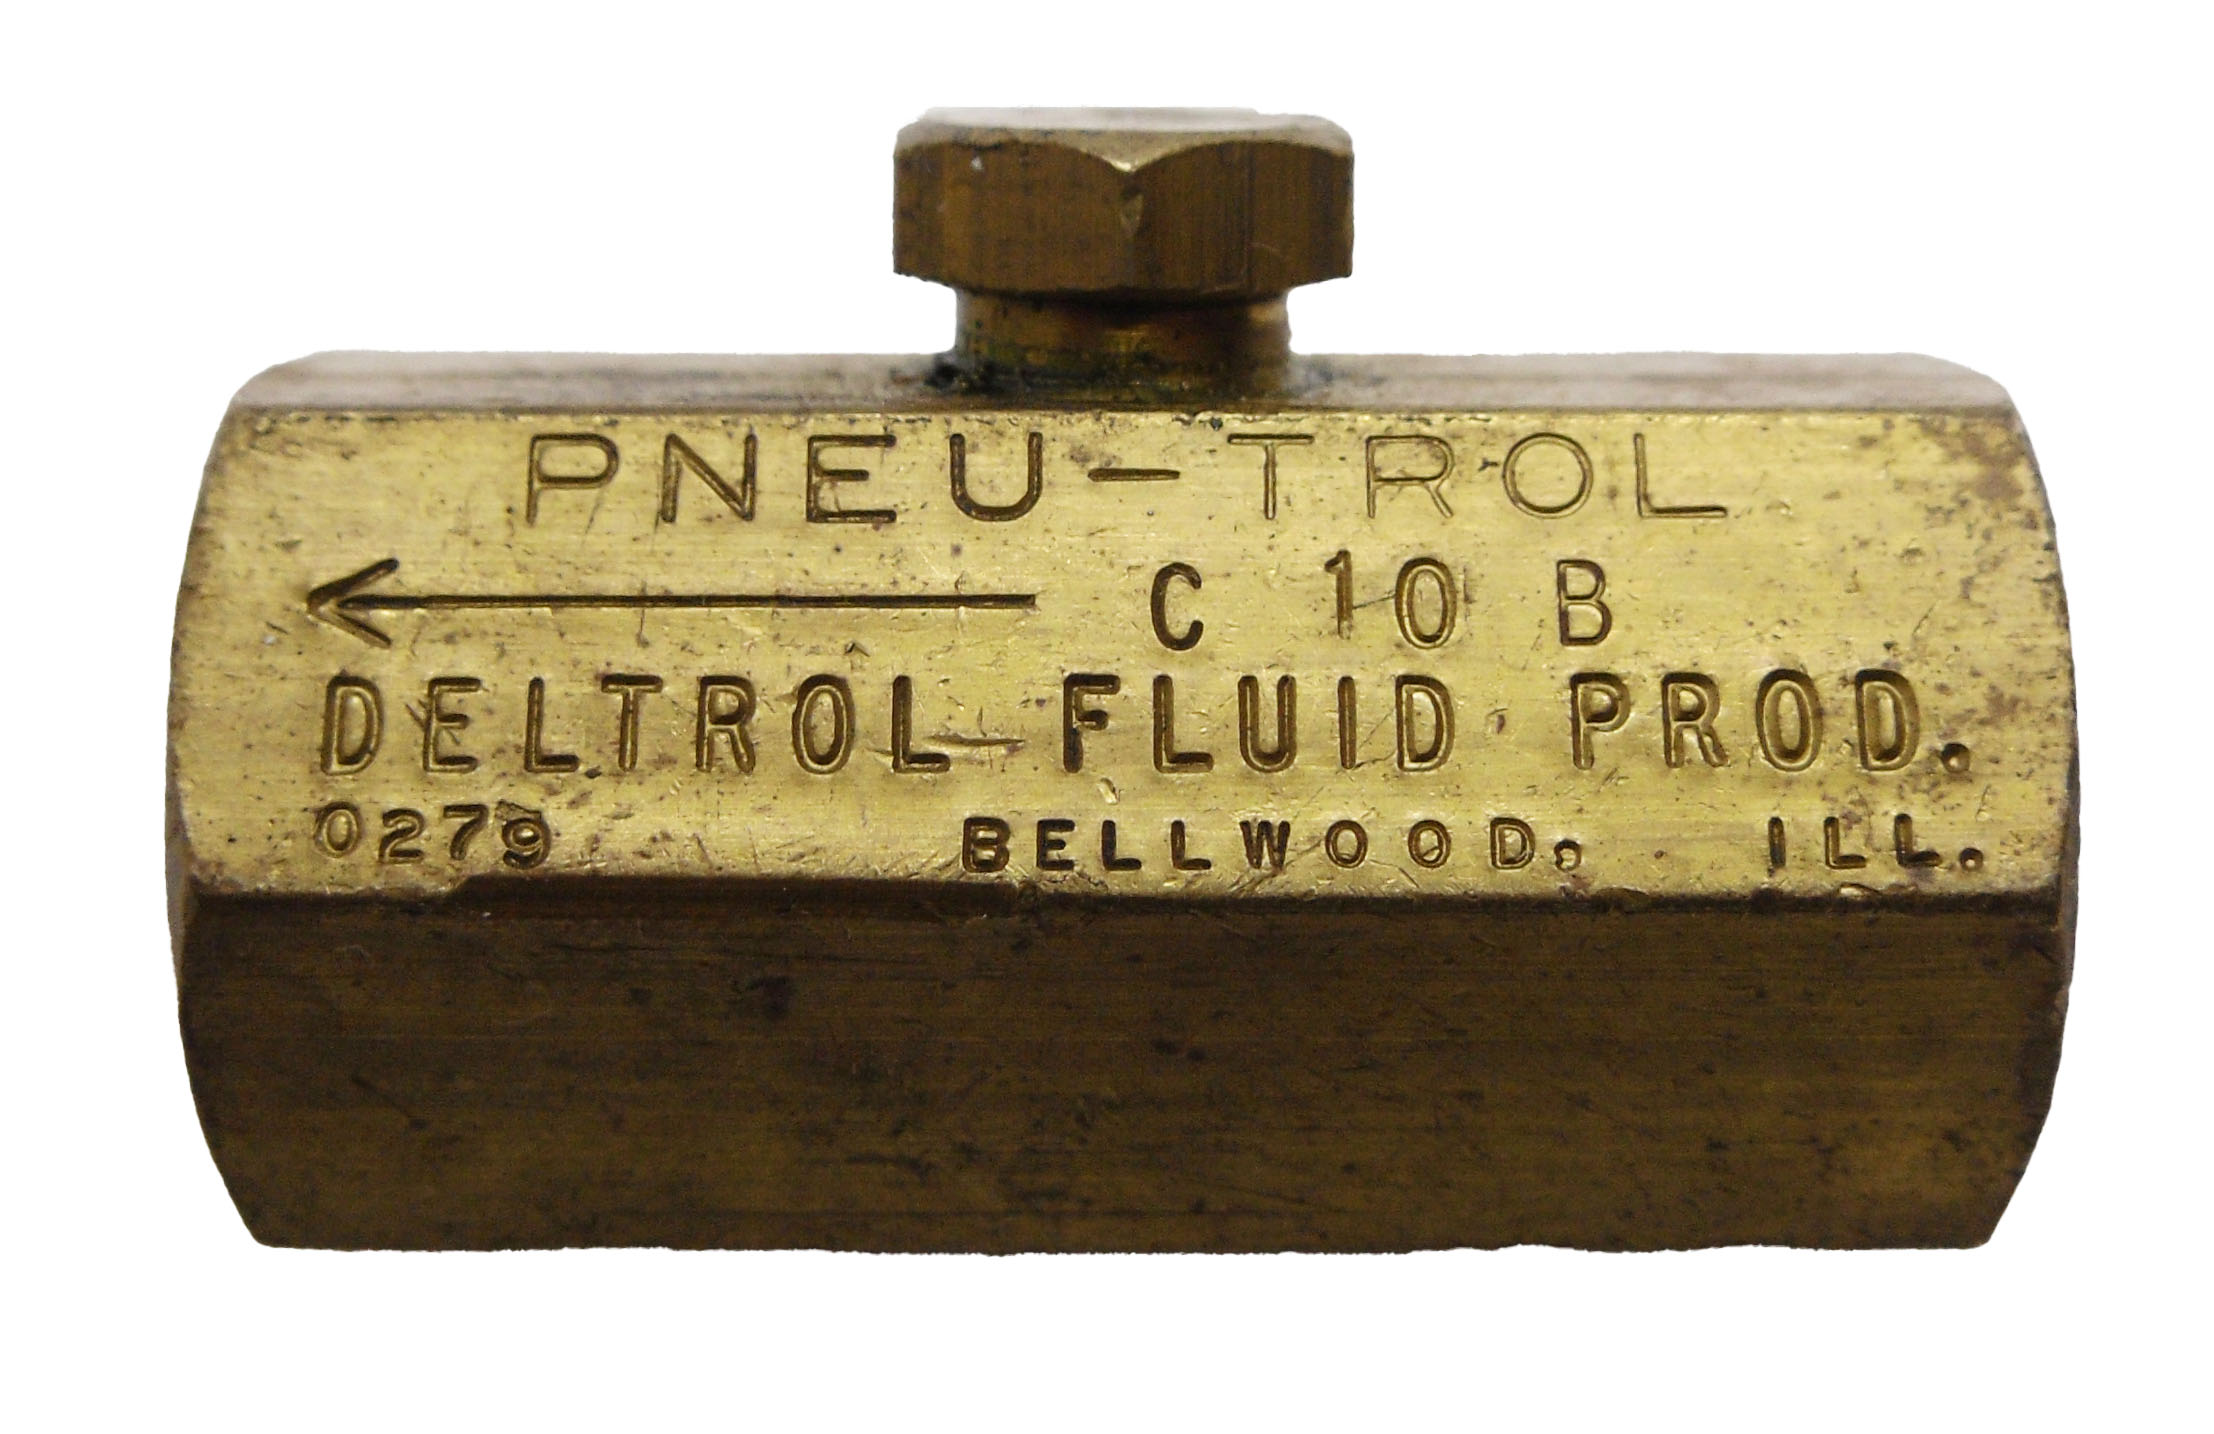 PNEU-TROL
← C 10 B
DELTROL FLUID PROD.
0279 BELLWOOD. ILL.